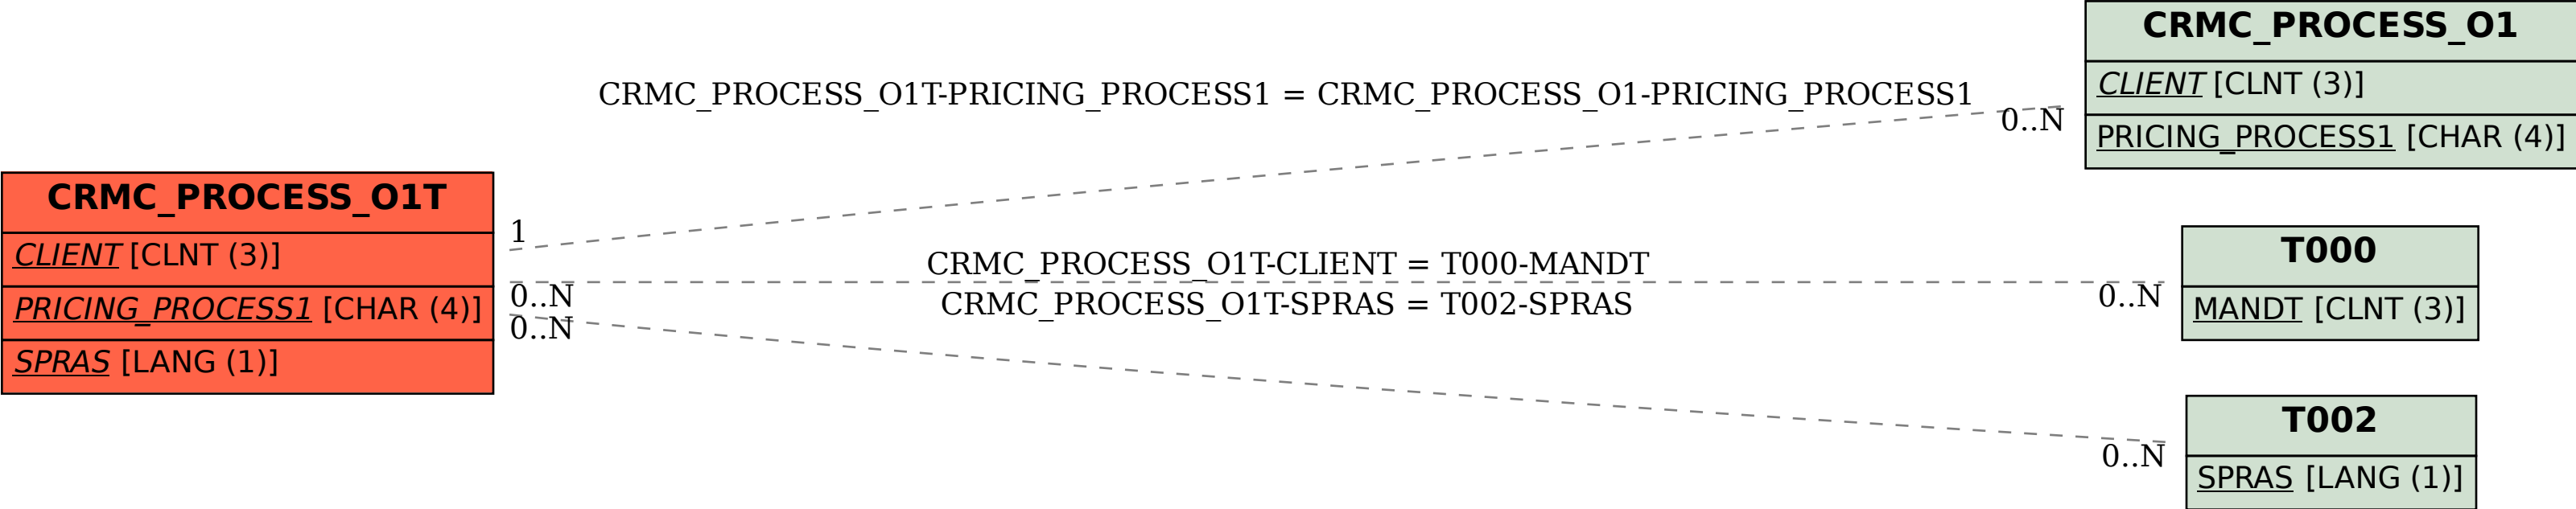 CRMC_PROCESS_O1
CLIENT [CLNT (3)]
PRICING_PROCESS1 [CHAR (4)]
CRMC_PROCESS_O1T-PRICING_PROCESS1 = CRMC_PROCESS_O1-PRICING_PROCESS1
0..N
CRMC_PROCESS_O1T
CLIENT [CLNT (3)]
PRICING_PROCESS1 [CHAR (4)]
SPRAS [LANG (1)]
1
0..N
0..N
CRMC_PROCESS_O1T-CLIENT = T000-MANDT
CRMC_PROCESS_O1T-SPRAS = T002-SPRAS
0..N
T000
MANDT [CLNT (3)]
0..N
T002
SPRAS [LANG (1)]